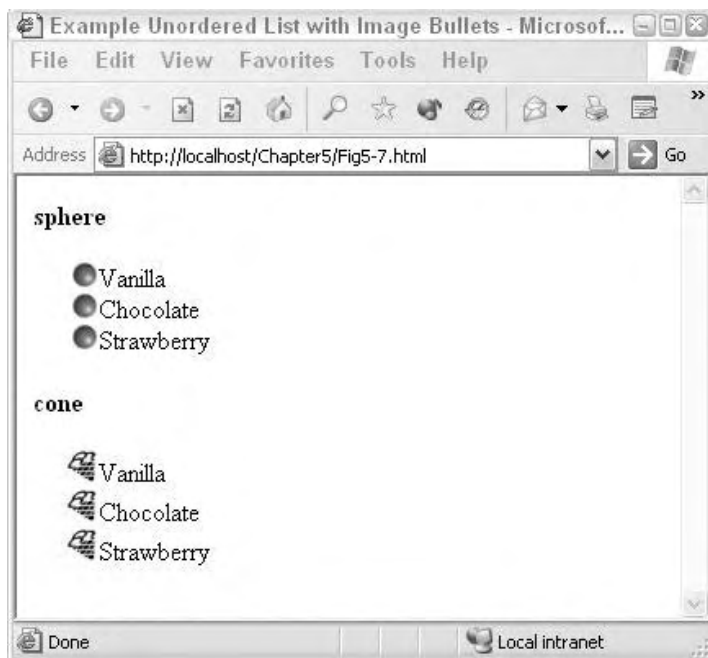 Example Unordered List with Image Bullets - Microsof...
File Edit View Favorites Tools Help
»
Address http://localhost/Chapter5/Fig5-7.html Go
sphere
Vanilla
Chocolate
Strawberry
cone
Vanilla
Chocolate
Strawberry
Done Local intranet